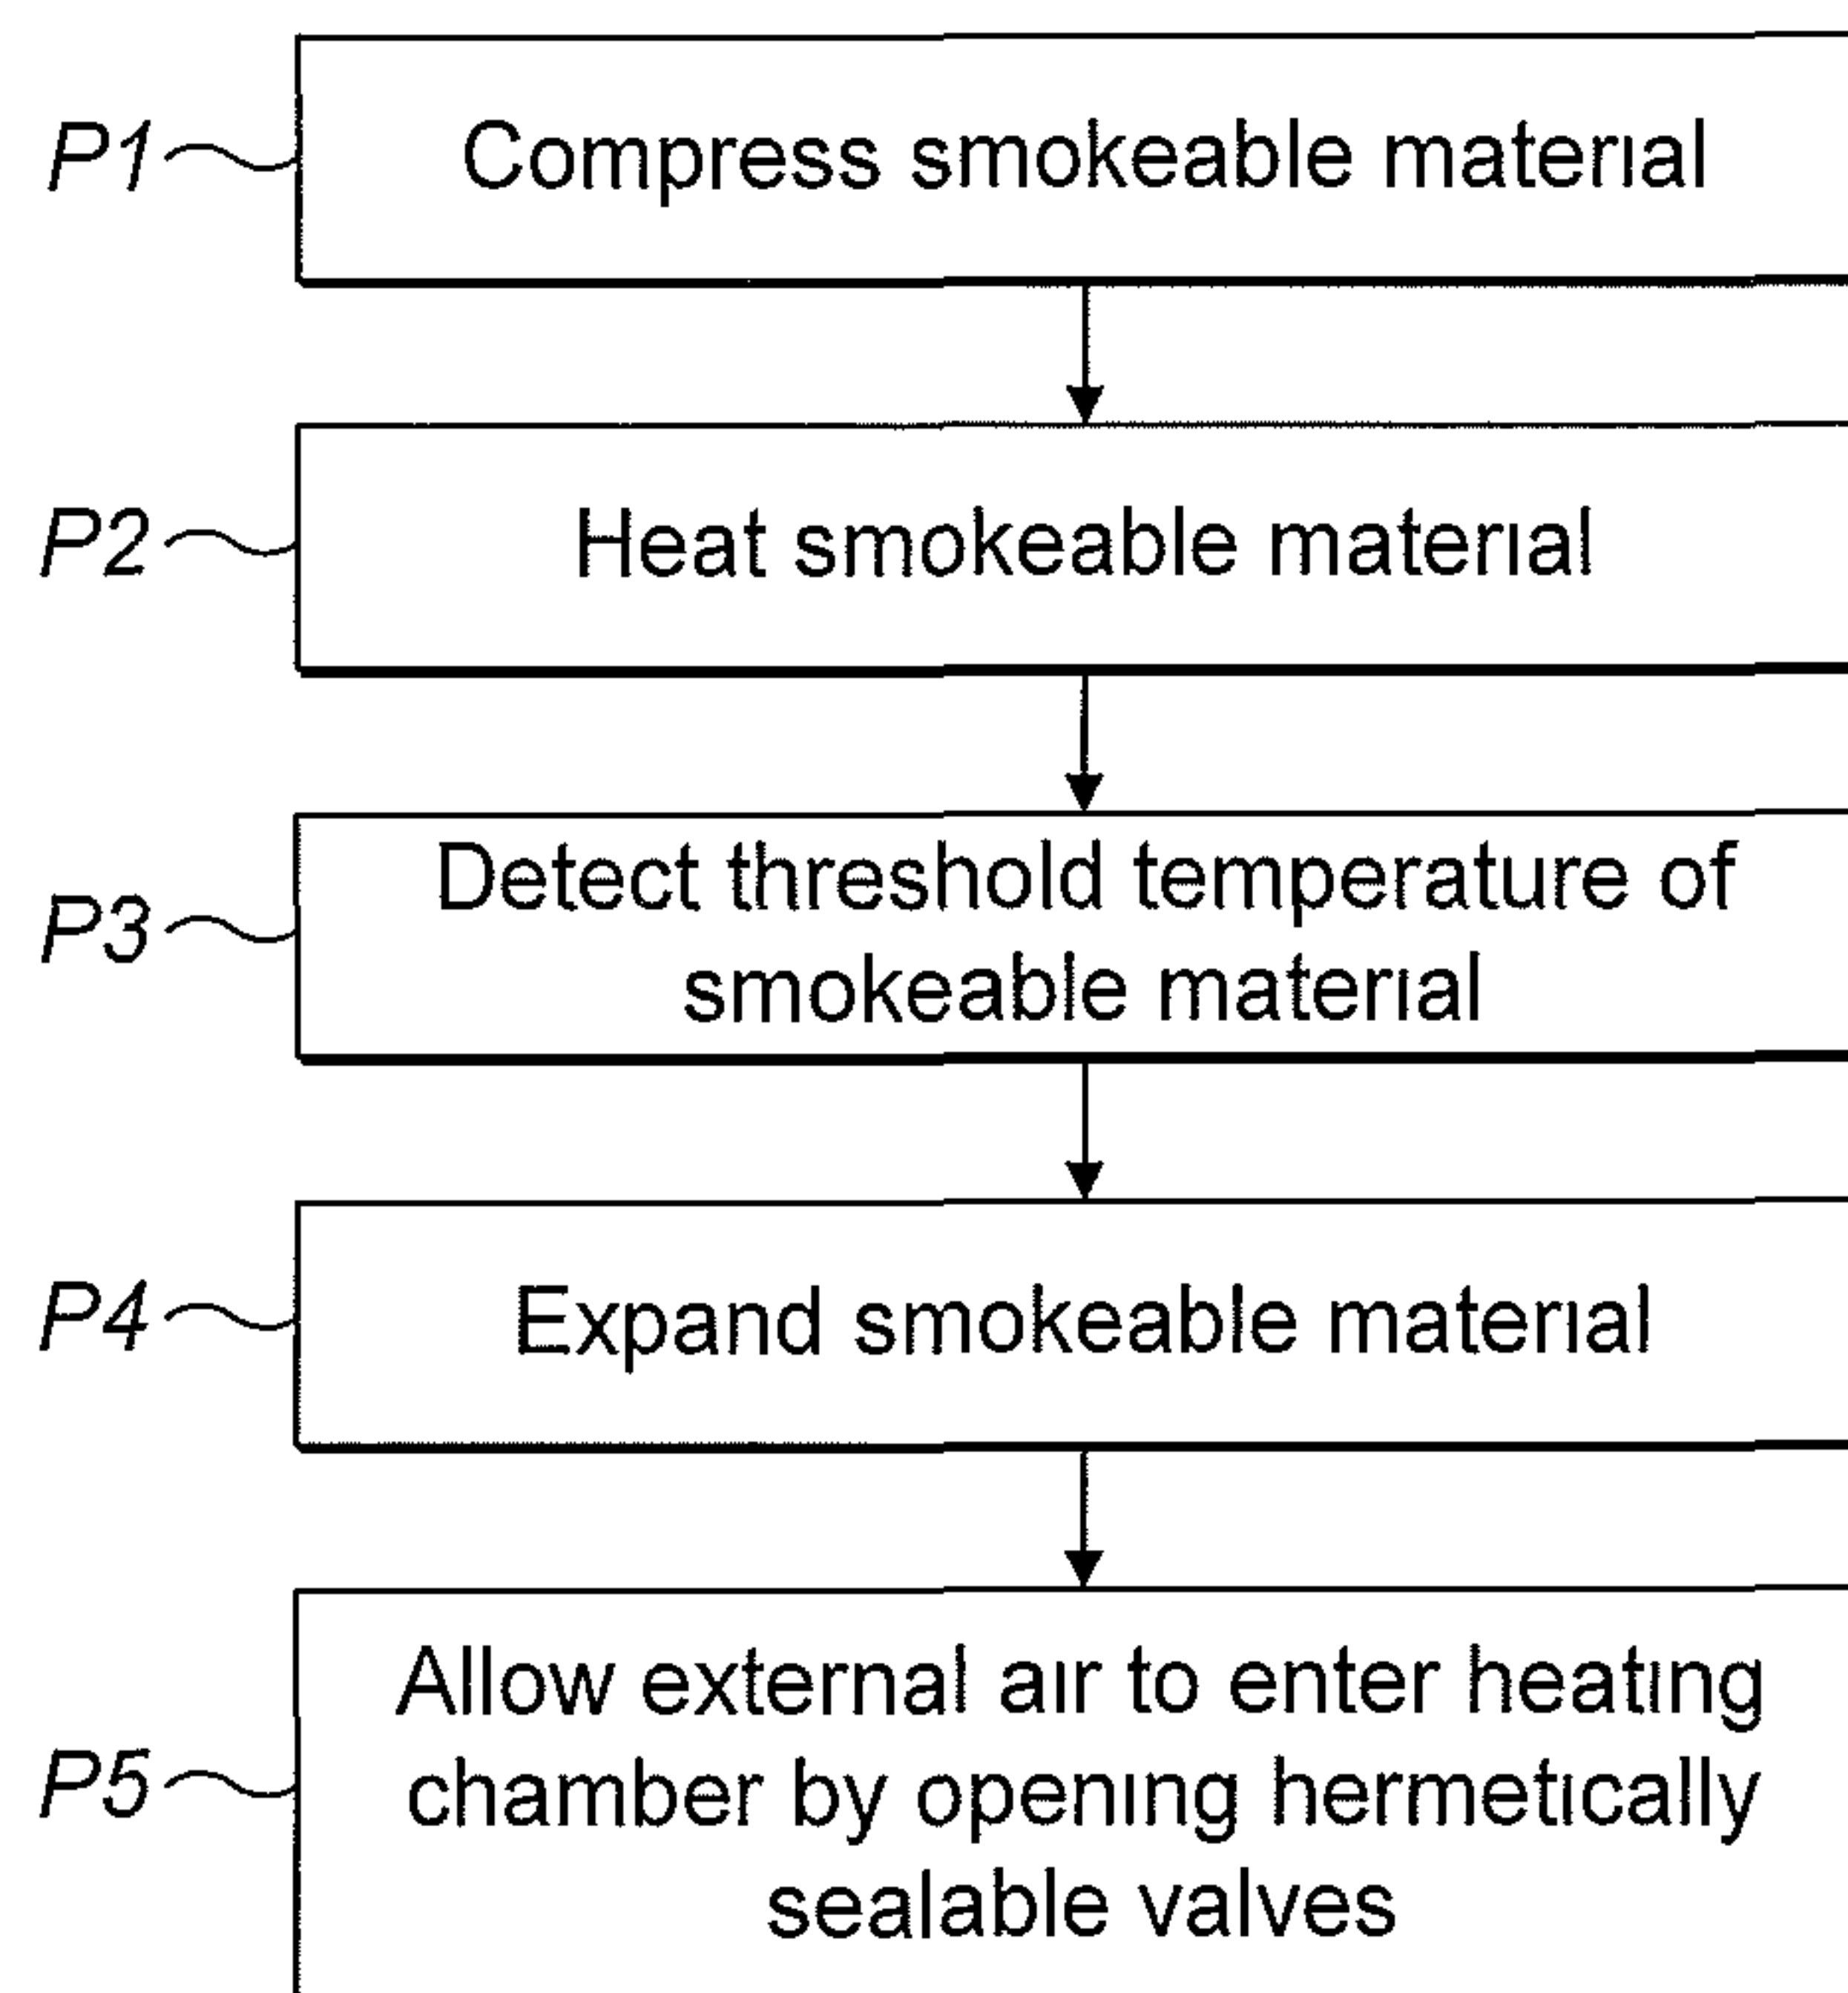 P1
Compress smokeable material
P2
Heat smokeable material
P3
Detect threshold temperature of
smokeable material
P4
Expand smokeable material
P5
Allow external air to enter heating
chamber by opening hermetically
sealable valves